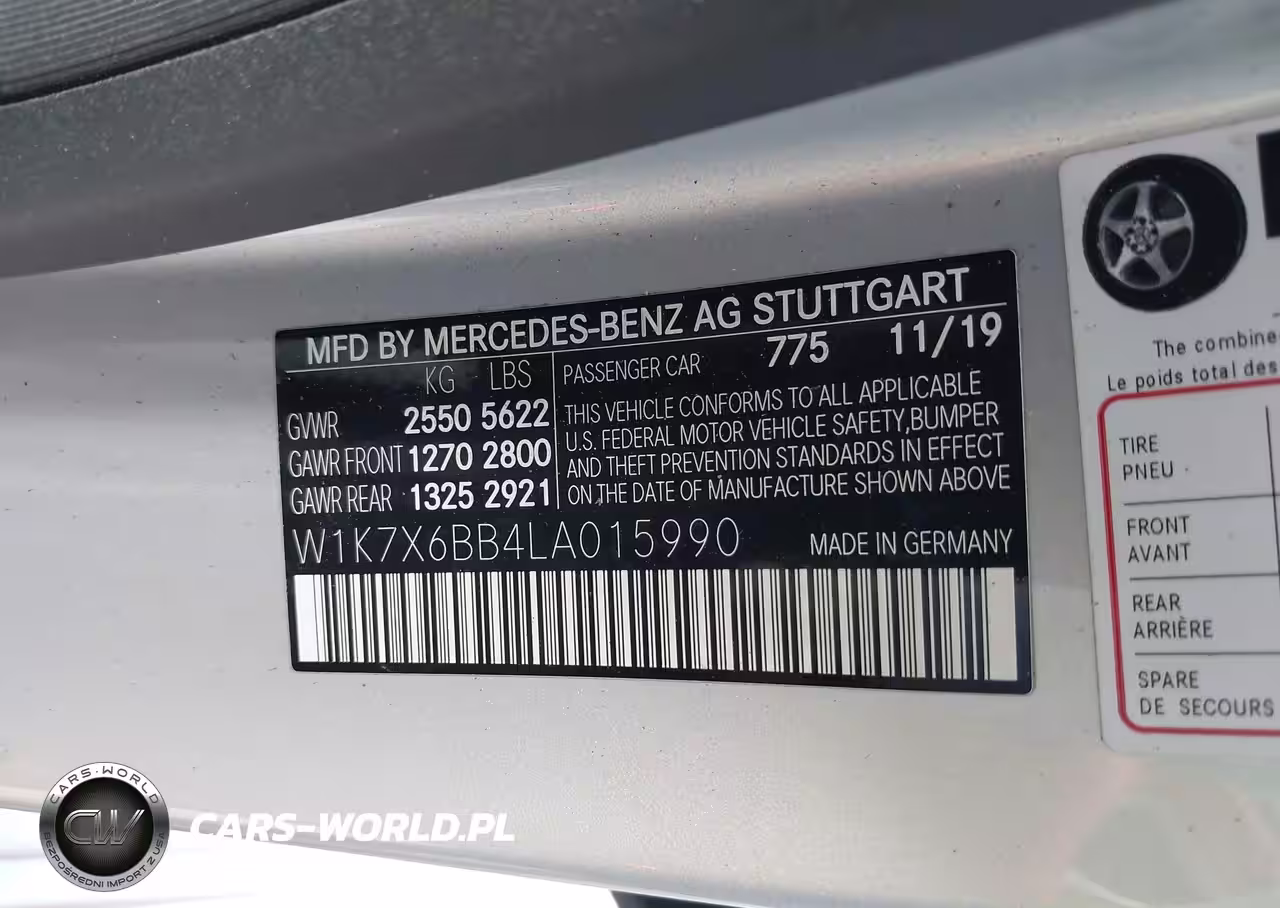 MFD BY MERCEDES-BENZ AG STUTTGART
KG LBS PASSENGER CAR 775 11/19
GVWR 2550 5622
GAWR FRONT 1270 2800
GAWR REAR 1325 2921
THIS VEHICLE CONFORMS TO ALL APPLICABLE
U.S. FEDERAL MOTOR VEHICLE SAFETY,BUMPER
AND THEFT PREVENTION STANDARDS IN EFFECT
ON THE DATE OF MANUFACTURE SHOWN ABOVE
W1K7X6BB4LA015990 MADE IN GERMANY
The combine
Le poids total des
TIRE
PNEU
FRONT
AVANT
REAR
ARRIÈRE
SPARE
DE SECOURS
CARS-WORLD
CW
BEZPOŚREDNI IMPORT Z USA
CARS-WORLD.PL